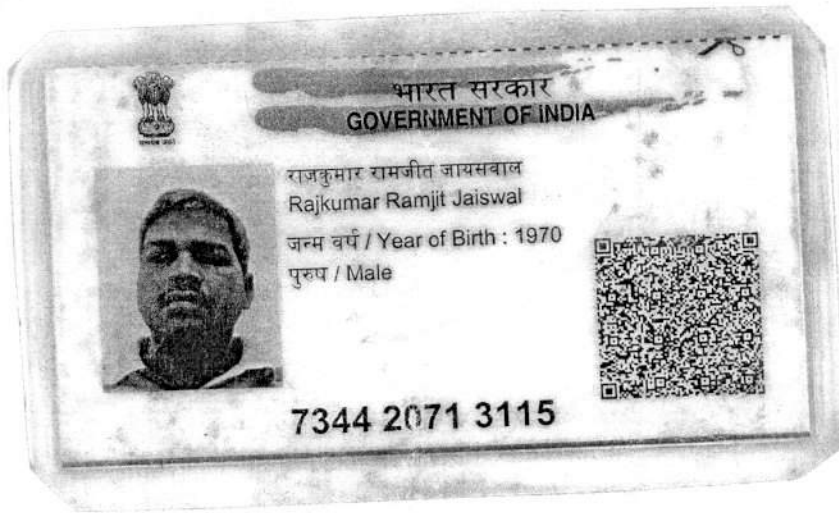 भारत सरकार
GOVERNMENT OF INDIA
राजकुमार रामजीत जायसवाल
Rajkumar Ramjit Jaiswal
जन्म वर्ष / Year of Birth : 1970
पुरुष / Male
7344 2071 3115